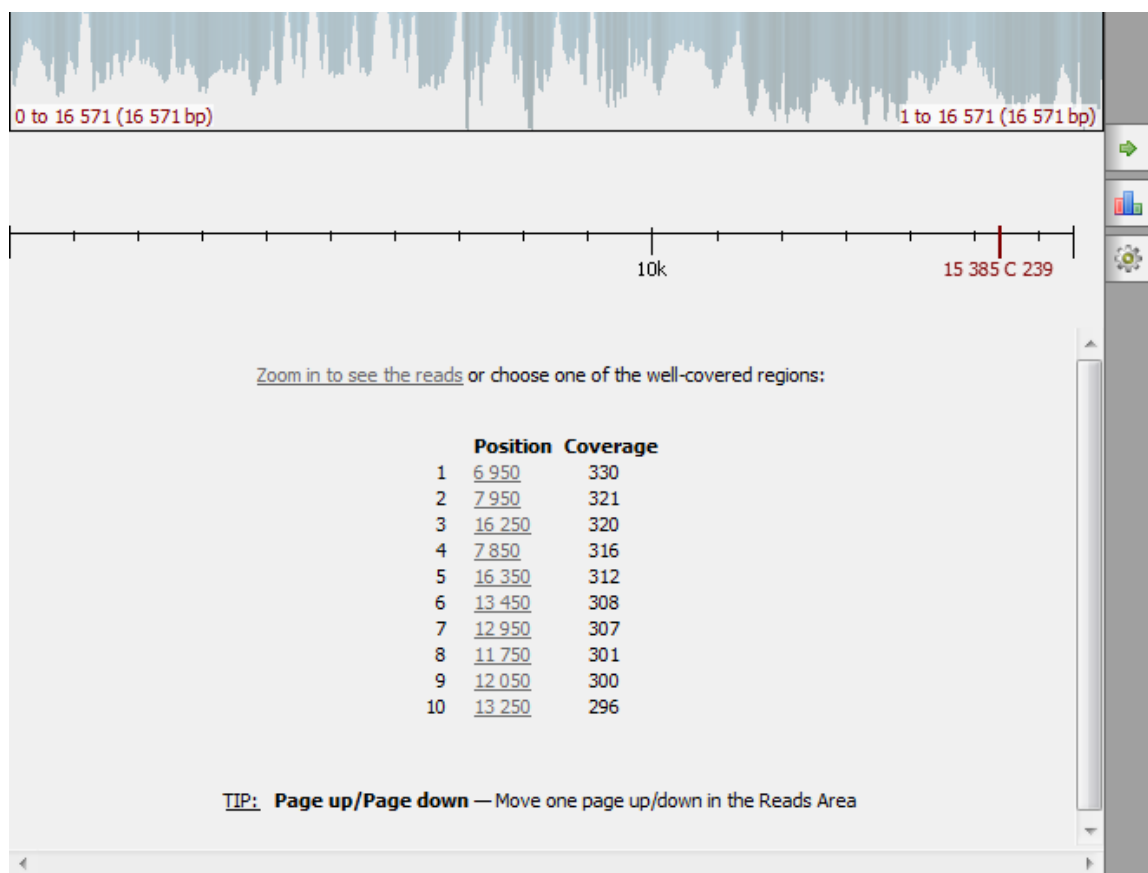 0 to 16 571 (16 571 bp) 1 to 16 571 (16 571 bp)
10k 15 385 C 239
Zoom in to see the reads or choose one of the well-covered regions:
Position Coverage
1 6 950 330
2 7 950 321
3 16 250 320
4 7 850 316
5 16 350 312
6 13 450 308
7 12 950 307
8 11 750 301
9 12 050 300
10 13 250 296
TIP: Page up/Page down — Move one page up/down in the Reads Area